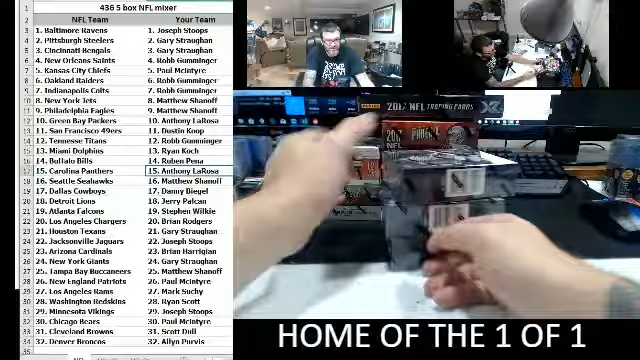 436 5 box NFL mixer
NFL Team Your Team
1. Baltimore Ravens 1. Joseph Stoops
2. Pittsburgh Steelers 2. Gary Straughan
3. Cincinnati Bengals 3. Gary Straughan
4. New Orleans Saints 4. Robb Gumminger
5. Kansas City Chiefs 5. Paul McIntyre
6. Oakland Raiders 6. Robb Gumminger
7. Indianapolis Colts 7. Robb Gumminger
8. New York Jets 8. Matthew Shanoff
9. Philadelphia Eagles 9. Matthew Shanoff
10. Green Bay Packers 10. Anthony LaRosa
11. San Francisco 49ers 11. Dustin Koop
12. Tennesse Titans 12. Robb Gumminger
13. Miami Dolphins 13. Ryan Koch
14. Buffalo Bills 14. Ruben Pena
15. Carolina Panthers 15. Anthony LaRosa
16. Seattle Seahawks 16. Matthew Shanoff
17. Dallas Cowboys 17. Danny Biegel
18. Detroit Lions 18. Jerry Palcan
19. Atlanta Falcons 19. Stephen Wilkie
20. Los Angeles Chargers 20. Brian Rodgers
21. Houston Texans 21. Gary Straughan
22. Jacksonville Jaguars 22. Joseph Stoops
23. Arizona Cardinals 23. Brian Harrigian
24. New York Giants 24. Gary Straughan
25. Tampa Bay Buccaneers 25. Matthew Shanoff
26. New England Patriots 26. Paul McIntyre
27. Los Angeles Rams 27. Mark Suchy
28. Washington Redskins 28. Ryan Scott
29. Minnesota Vikings 29. Joseph Stoops
30. Chicago Bears 30. Paul McIntyre
31. Cleveland Browns 31. Scott Dull
32. Denver Broncos 32. Ailyn Purvis
PANINI 2017 NFL TRADING CARDS XR
2017 PHOENIX
NFL
HOME OF THE 1 OF 1